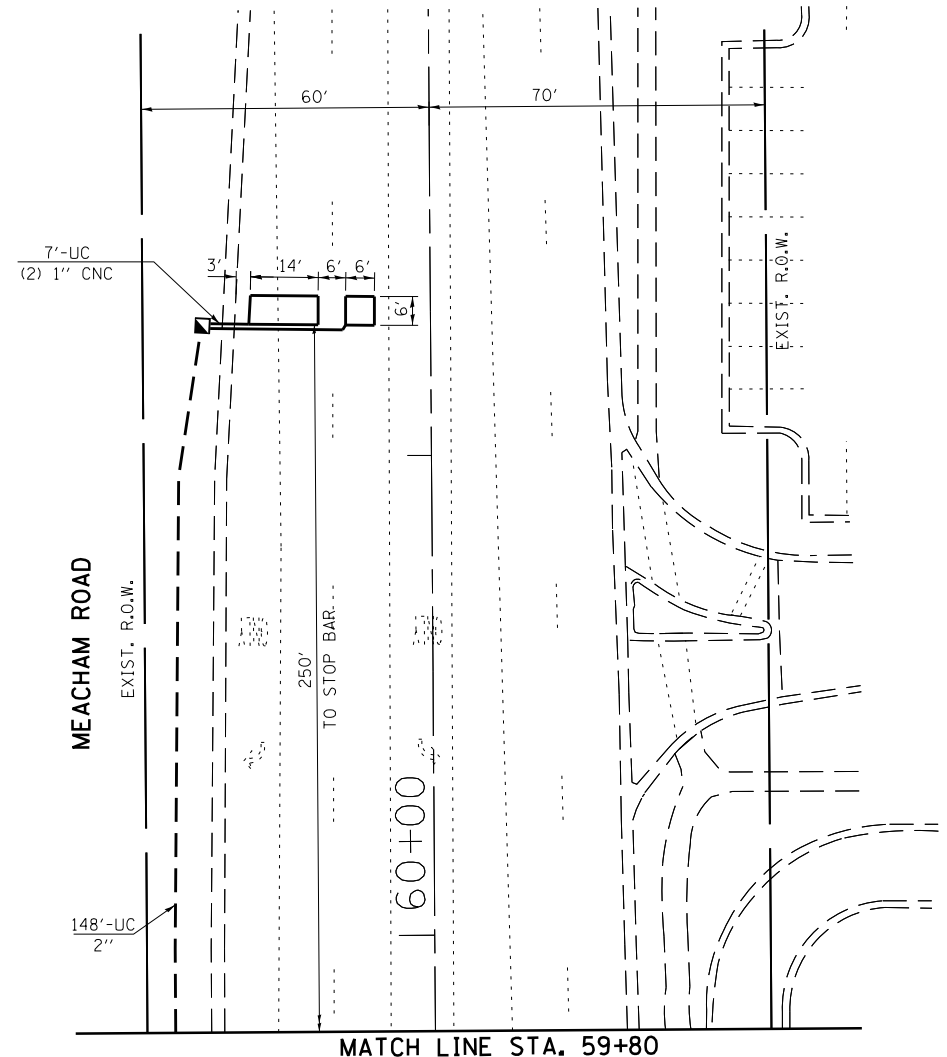 60'
70'
7'-UC
(2) 1'' CNC
3'
14'
6'
6'
6'
EXIST. R.O.W.
MEACHAM ROAD
EXIST. R.O.W.
250'
TO STOP BAR
60+00
148'-UC
2''
MATCH LINE STA. 59+80